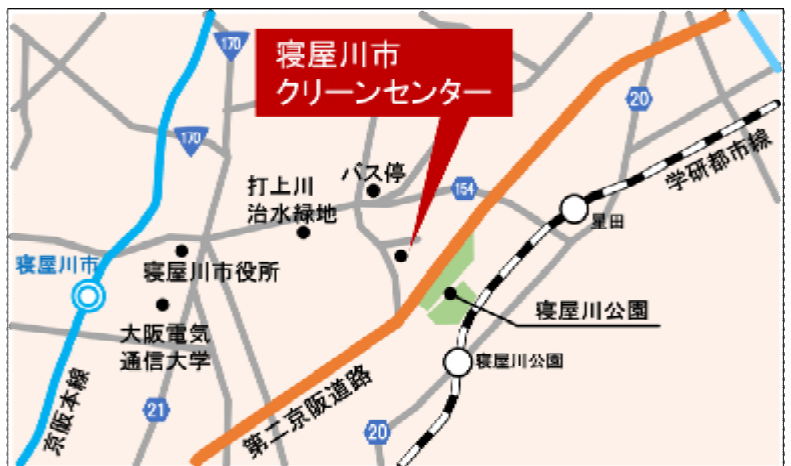 170
寝屋川市
クリーンセンター
20
170
学研都市線
バス停
打上川
治水緑地
154
星田
寝屋川市
寝屋川市役所
寝屋川公園
大阪電気
通信大学
寝屋川公園
京阪本線
21
第二京阪道路
20